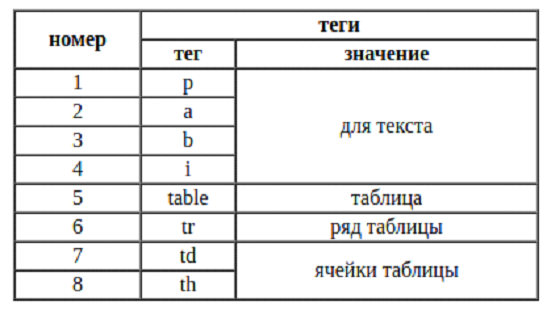 номер теги
тег значение
1 p для текста
2 a
3 b
4 i
5 table таблица
6 tr ряд таблицы
7 td ячейки таблицы
8 th